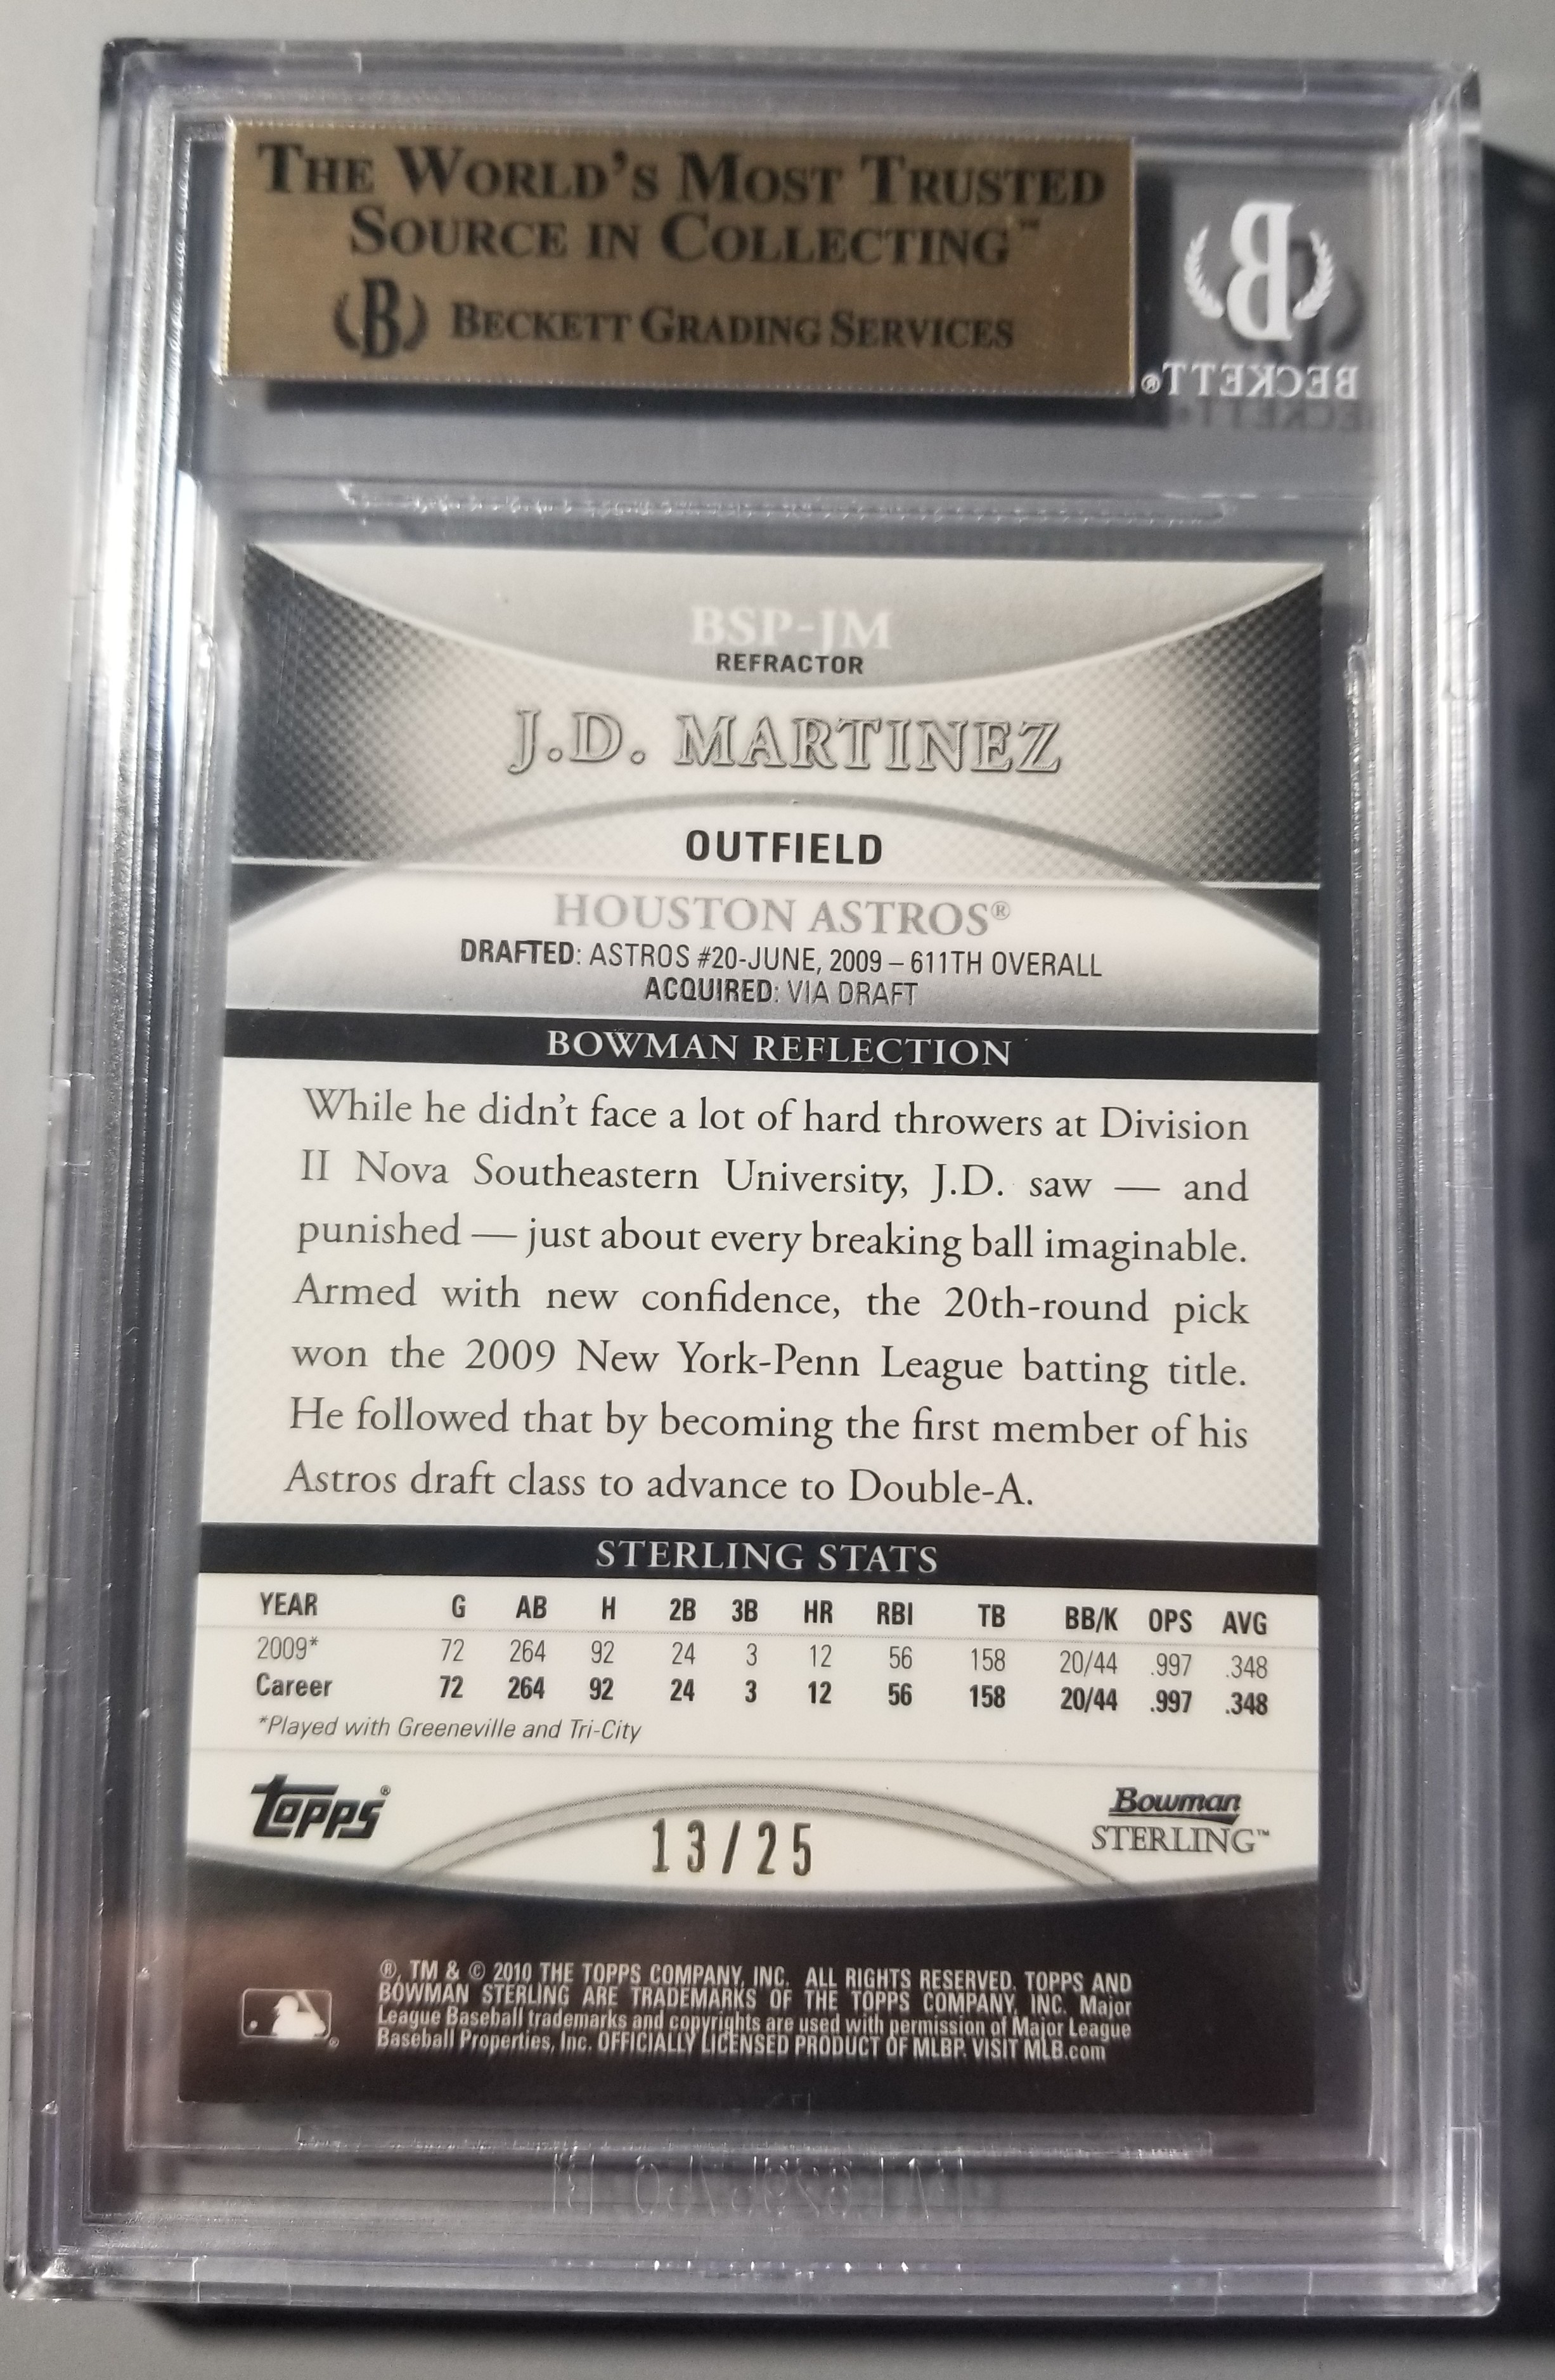 THE WORLD'S MOST TRUSTED
SOURCE IN COLLECTING™
B BECKETT GRADING SERVICES
B
BECKETT®
BSP-JM
REFRACTOR
J.D. MARTINEZ
OUTFIELD
HOUSTON ASTROS®
DRAFTED: ASTROS #20-JUNE, 2009 – 611TH OVERALL
ACQUIRED: VIA DRAFT
BOWMAN REFLECTION
While he didn't face a lot of hard throwers at Division
II Nova Southeastern University, J.D. saw — and
punished — just about every breaking ball imaginable.
Armed with new confidence, the 20th-round pick
won the 2009 New York-Penn League batting title.
He followed that by becoming the first member of his
Astros draft class to advance to Double-A.
STERLING STATS
YEAR G AB H 2B 3B HR RBI TB BB/K OPS AVG
2009* 72 264 92 24 3 12 56 158 20/44 .997 .348
Career 72 264 92 24 3 12 56 158 20/44 .997 .348
*Played with Greeneville and Tri-City
Topps® Bowman
STERLING™
13/25
®, TM & © 2010 THE TOPPS COMPANY, INC. ALL RIGHTS RESERVED. TOPPS AND
BOWMAN STERLING ARE TRADEMARKS OF THE TOPPS COMPANY, INC. Major
League Baseball trademarks and copyrights are used with permission of Major League
Baseball Properties, Inc. OFFICIALLY LICENSED PRODUCT OF MLBP. VISIT MLB.com